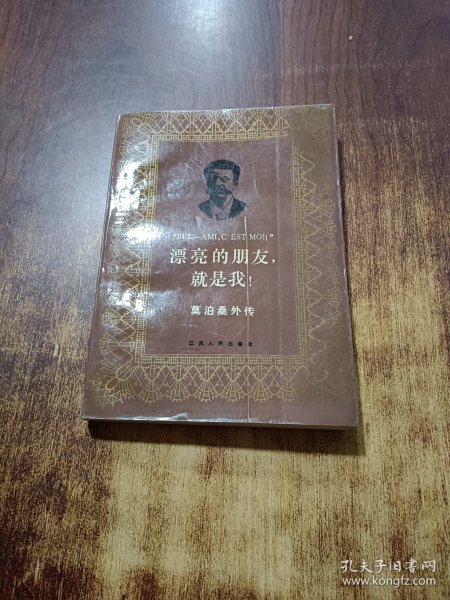 "BEL—AMI, C'EST MOI!"
漂亮的朋友，
就是我！
莫泊桑外传
江苏人民出版社
孔夫子旧书网
www.kongfz.com